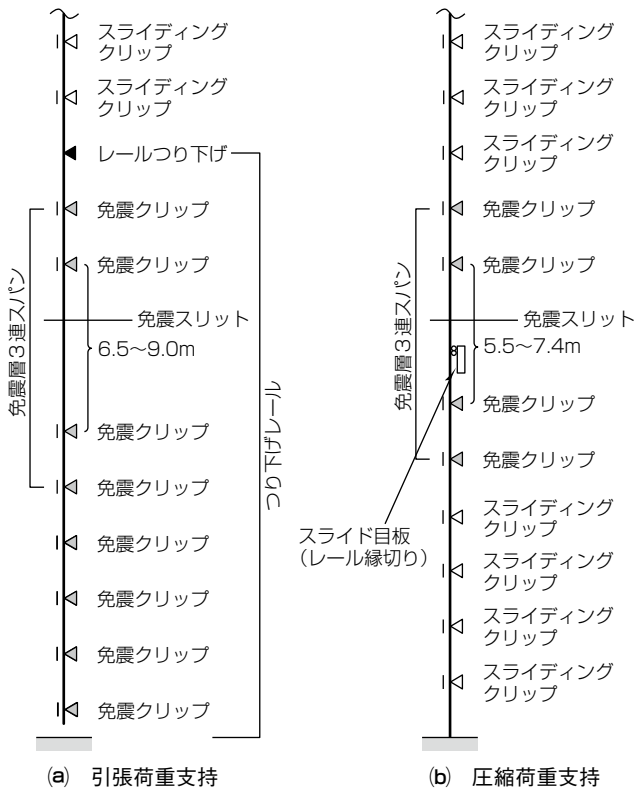 スライディング
クリップ
スライディング
クリップ
レールつり下げ
免震クリップ
免震クリップ
免震スリット
6.5〜9.0m
免震クリップ
免震クリップ
免震クリップ
免震クリップ
免震クリップ
免震クリップ
免震層3連スパン
つり下げレール
(a) 引張荷重支持
スライディング
クリップ
スライディング
クリップ
スライディング
クリップ
免震クリップ
免震クリップ
免震スリット
5.5〜7.4m
免震クリップ
免震クリップ
スライディング
クリップ
スライディング
クリップ
スライディング
クリップ
スライディング
クリップ
免震層3連スパン
スライド目板
(レール縁切り)
(b) 圧縮荷重支持